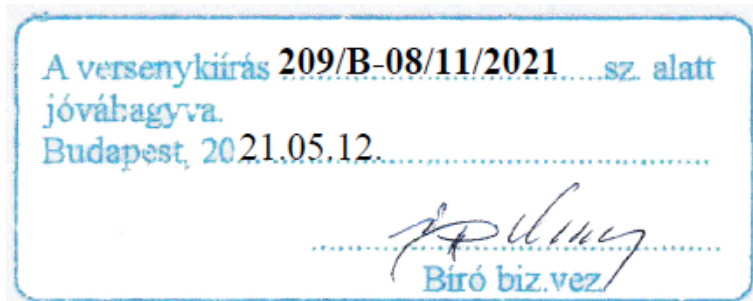 A versenykiírás 209/B-08/11/2021 sz. alatt
jóváhagyva.
Budapest, 2021.05.12.
Bíró biz.vez.